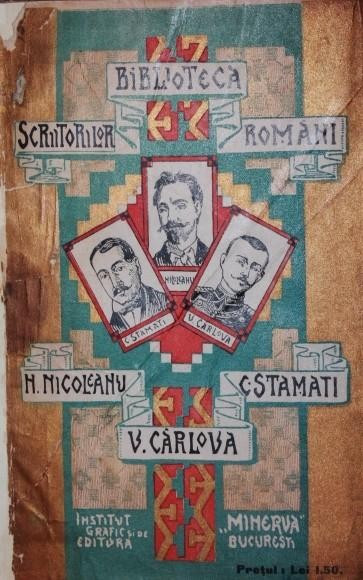 BIBLIOTECA
SCRIITORILOR ROMÂNI
NICOLEANU
C STAMATI
V. CÂRLOVA
N. NICOLEANU C STAMATI
V. CÂRLOVA
INSTITUT GRAFIC ȘI DE EDITURĂ
„MINERVA" BUCUREȘTI
Prețul: Lei 1.50.